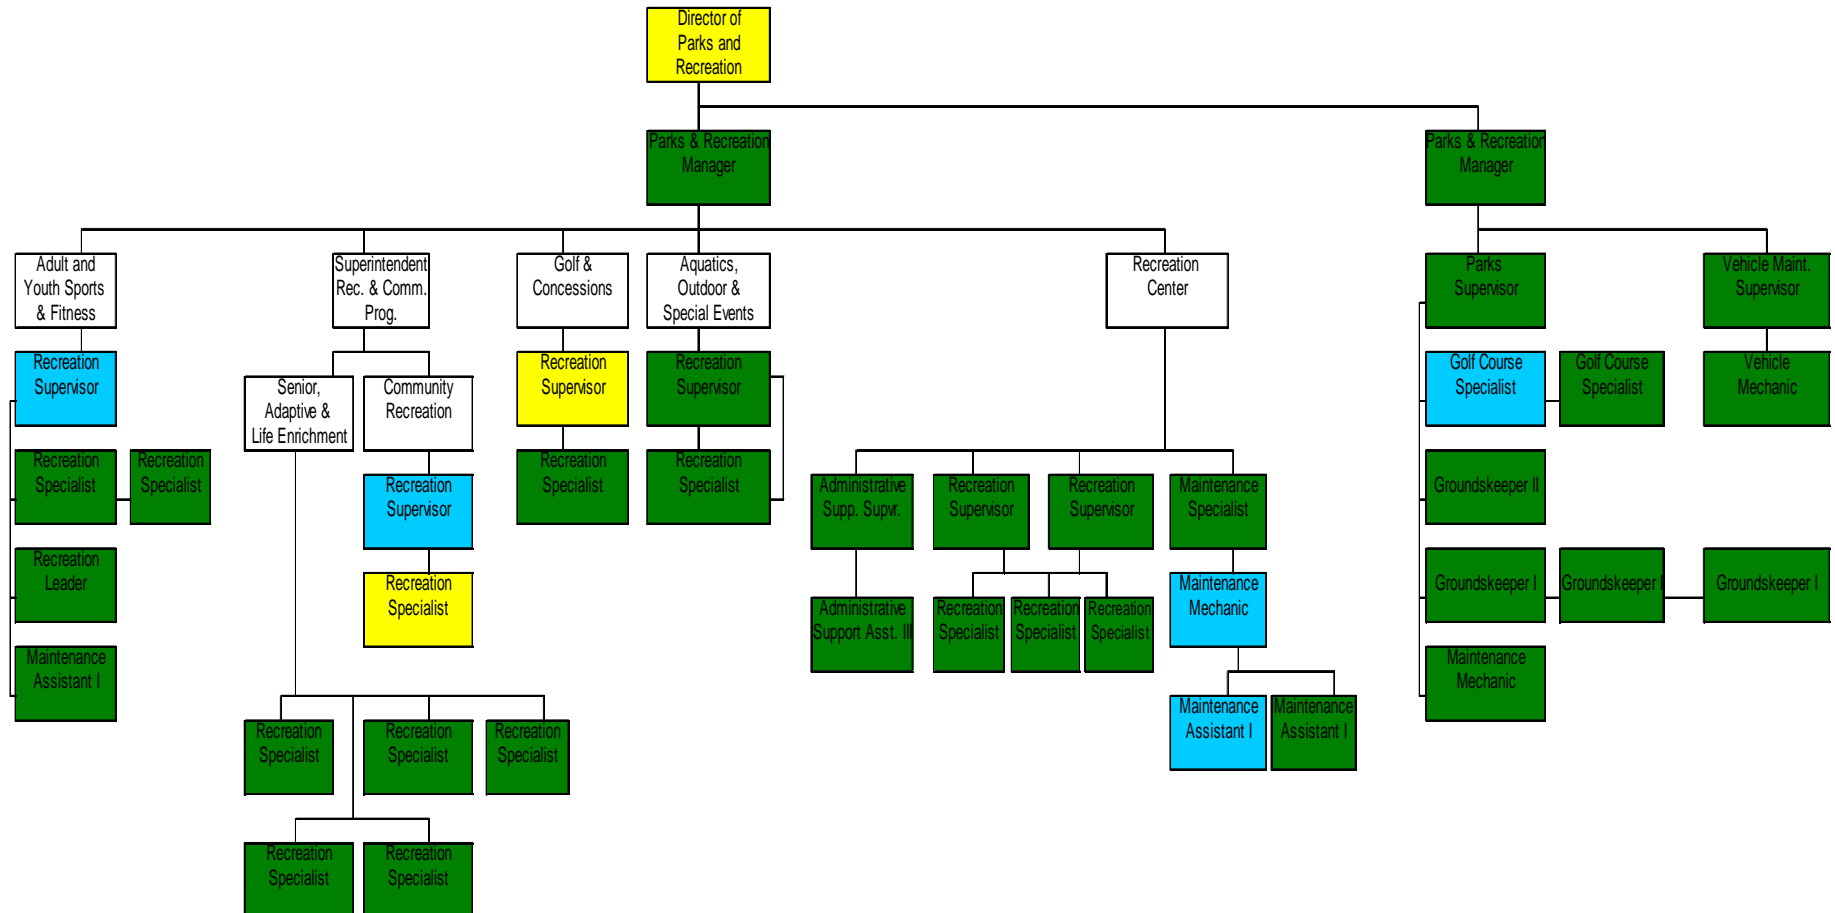 Director of
Parks and
Recreation
Parks & Recreation
Manager
Parks & Recreation
Manager
Adult and
Youth Sports
& Fitness
Superintendent
Rec. & Comm.
Prog.
Golf &
Concessions
Aquatics,
Outdoor &
Special Events
Recreation
Center
Parks
Supervisor
Vehicle Maint.
Supervisor
Recreation
Supervisor
Senior,
Adaptive &
Life Enrichment
Community
Recreation
Recreation
Supervisor
Recreation
Supervisor
Golf Course
Specialist
Golf Course
Specialist
Vehicle
Mechanic
Recreation
Specialist
Recreation
Specialist
Recreation
Supervisor
Recreation
Specialist
Recreation
Specialist
Administrative
Supp. Supvr.
Recreation
Supervisor
Recreation
Supervisor
Maintenance
Specialist
Groundskeeper II
Recreation
Leader
Recreation
Specialist
Administrative
Support Asst. III
Recreation
Specialist
Recreation
Specialist
Recreation
Specialist
Maintenance
Mechanic
Groundskeeper I
Groundskeeper I
Groundskeeper I
Maintenance
Assistant I
Maintenance
Mechanic
Recreation
Specialist
Recreation
Specialist
Recreation
Specialist
Maintenance
Assistant I
Maintenance
Assistant I
Recreation
Specialist
Recreation
Specialist